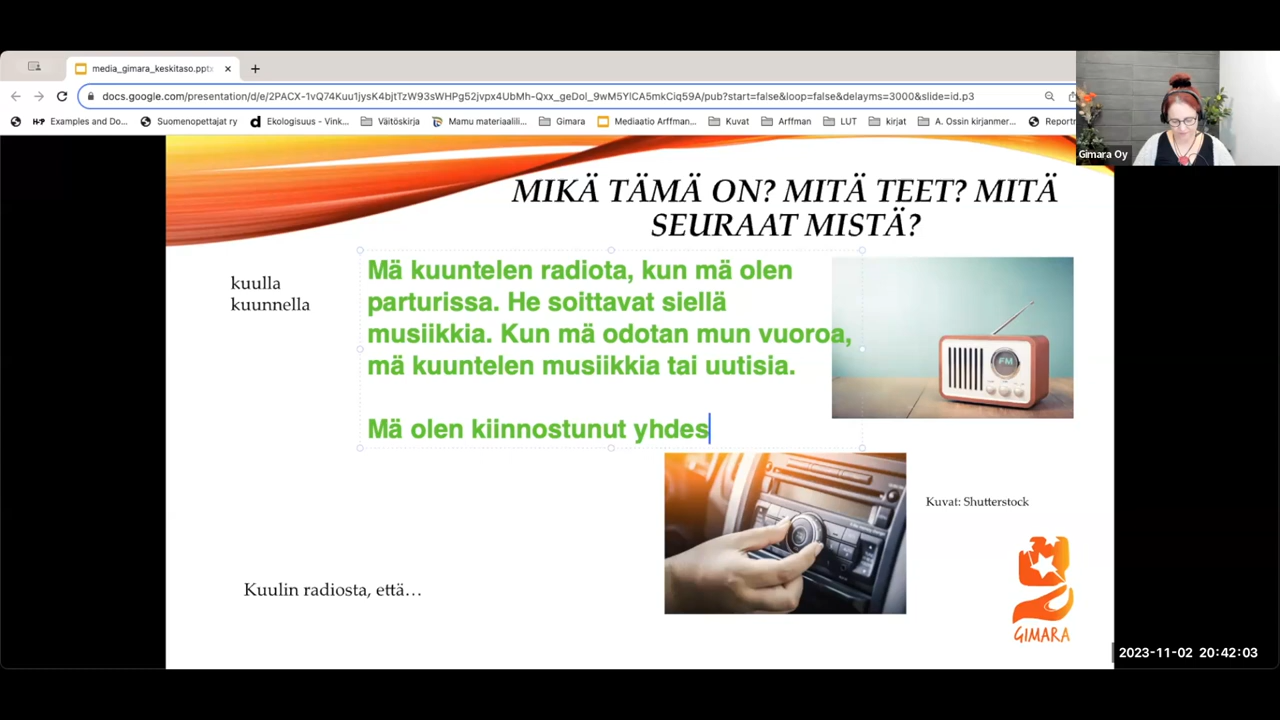 media_gimara_keskitaso.pptx
docs.google.com/presentation/d/e/2PACX-1vQ74Kuu1jysK4bjtTzW93sWHPg52jvpx4UbMh-Qxx_geDol_9wM5YlCA5mkCiq59A/pub?start=false&loop=false&delayms=3000&slide=id.p3
Examples and Do... Suomenopettajat ry Ekologisuus - Vink... Väitöskirja Mamu materiaalili... Gimara Mediaatio Arffman... Kuvat Arffman LUT kirjat A. Ossin kirjanmer... Reportr
Gimara Oy
MIKÄ TÄMÄ ON? MITÄ TEET? MITÄ
SEURAAT MISTÄ?
kuulla
kuunnella
Mä kuuntelen radiota, kun mä olen
parturissa. He soittavat siellä
musiikkia. Kun mä odotan mun vuoroa,
mä kuuntelen musiikkia tai uutisia.
Mä olen kiinnostunut yhdes
FM
Kuvat: Shutterstock
Kuulin radiosta, että…
GIMARA
2023-11-02 20:42:03